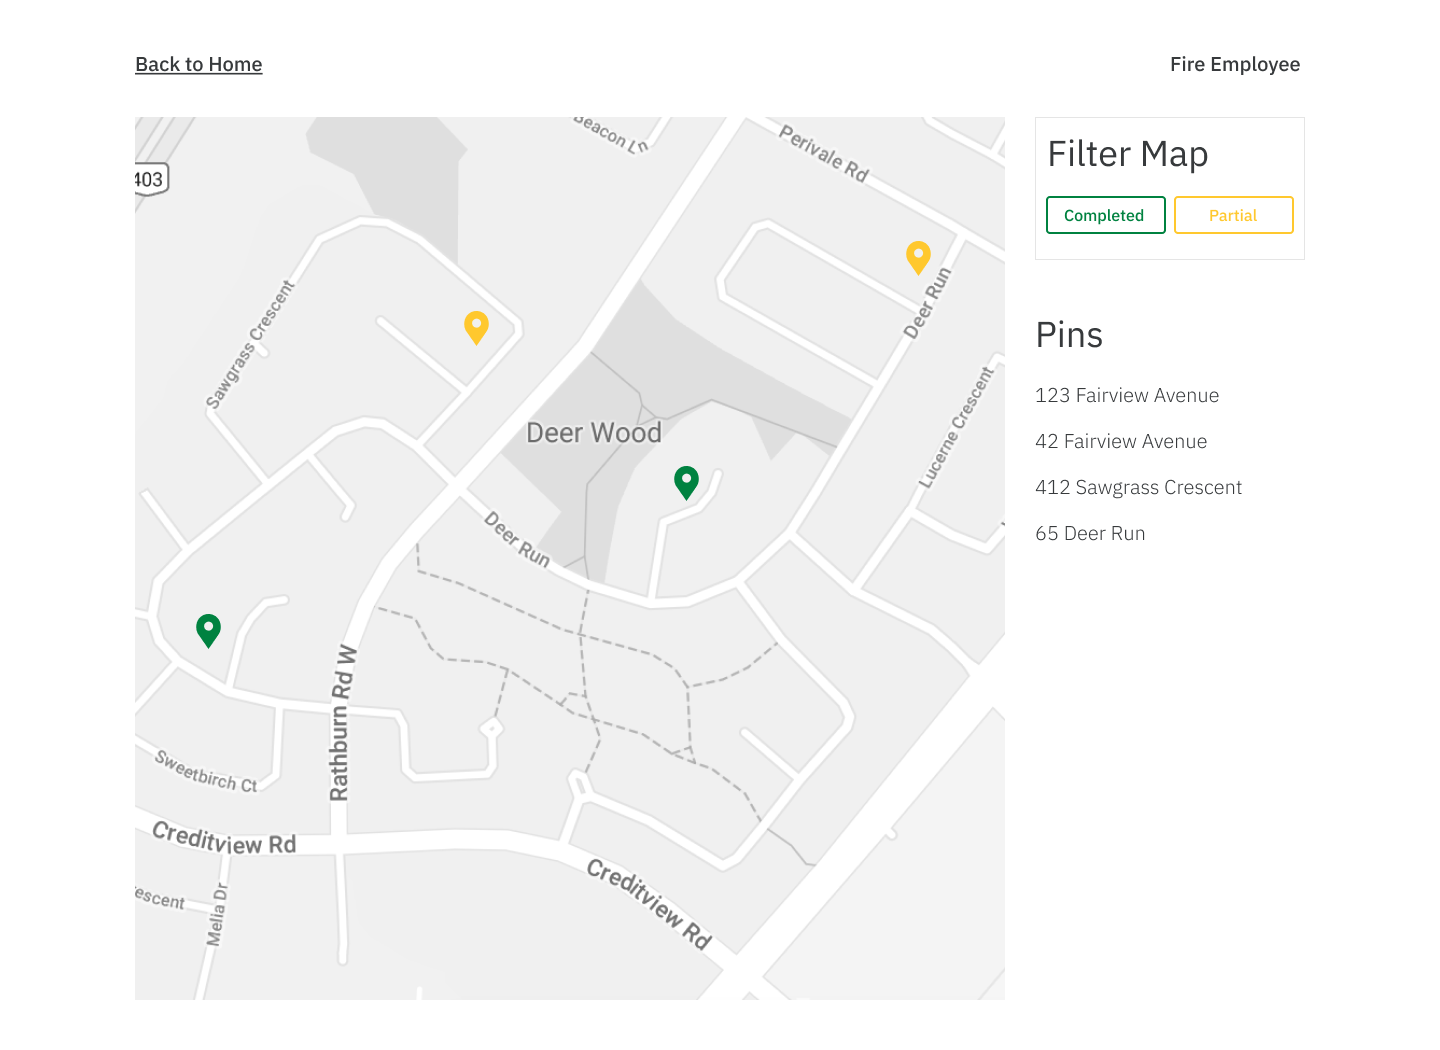 Back to Home
Fire Employee
Beacon Ln
Perivale Rd
403
Filter Map
Completed
Partial
Deer Run
Sawgrass Crescent
Pins
Lucerne Crescent
123 Fairview Avenue
Deer Wood
42 Fairview Avenue
412 Sawgrass Crescent
Deer Run
65 Deer Run
Rathburn Rd W
Sweetbirch Ct
Creditview Rd
Creditview Rd
escent
Melia Dr